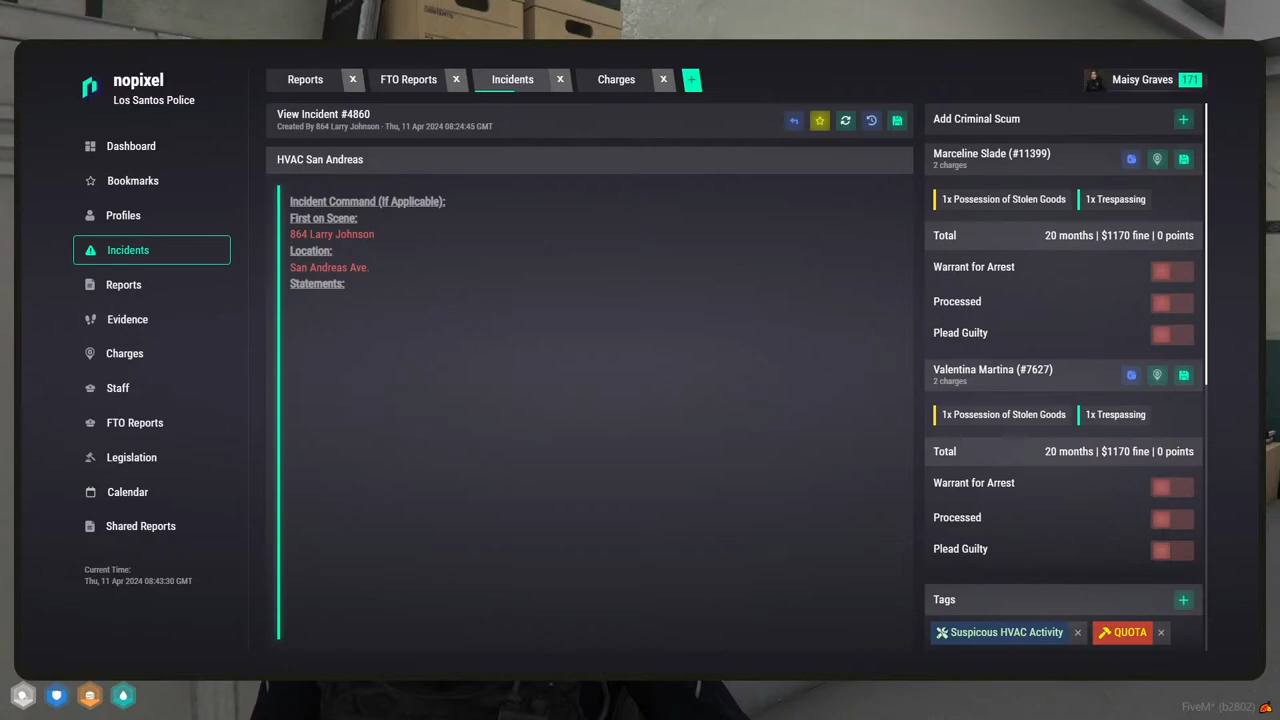 nopixel
Los Santos Police
Dashboard
Bookmarks
Profiles
Incidents
Reports
Evidence
Charges
Staff
FTO Reports
Legislation
Calendar
Shared Reports
Current Time:
Thu, 11 Apr 2024 08:43:30 GMT
Reports x FTO Reports x Incidents x Charges x +
Maisy Graves 171
View Incident #4860
Created By 864 Larry Johnson · Thu, 11 Apr 2024 08:24:45 GMT
HVAC San Andreas
Incident Command (If Applicable):
First on Scene:
864 Larry Johnson
Location:
San Andreas Ave.
Statements:
Add Criminal Scum +
Marceline Slade (#11399)
2 charges
1x Possession of Stolen Goods 1x Trespassing
Total 20 months | $1170 fine | 0 points
Warrant for Arrest
Processed
Plead Guilty
Valentina Martina (#7627)
2 charges
1x Possession of Stolen Goods 1x Trespassing
Total 20 months | $1170 fine | 0 points
Warrant for Arrest
Processed
Plead Guilty
Tags +
Suspicous HVAC Activity × QUOTA ×
FiveM* (b2802)